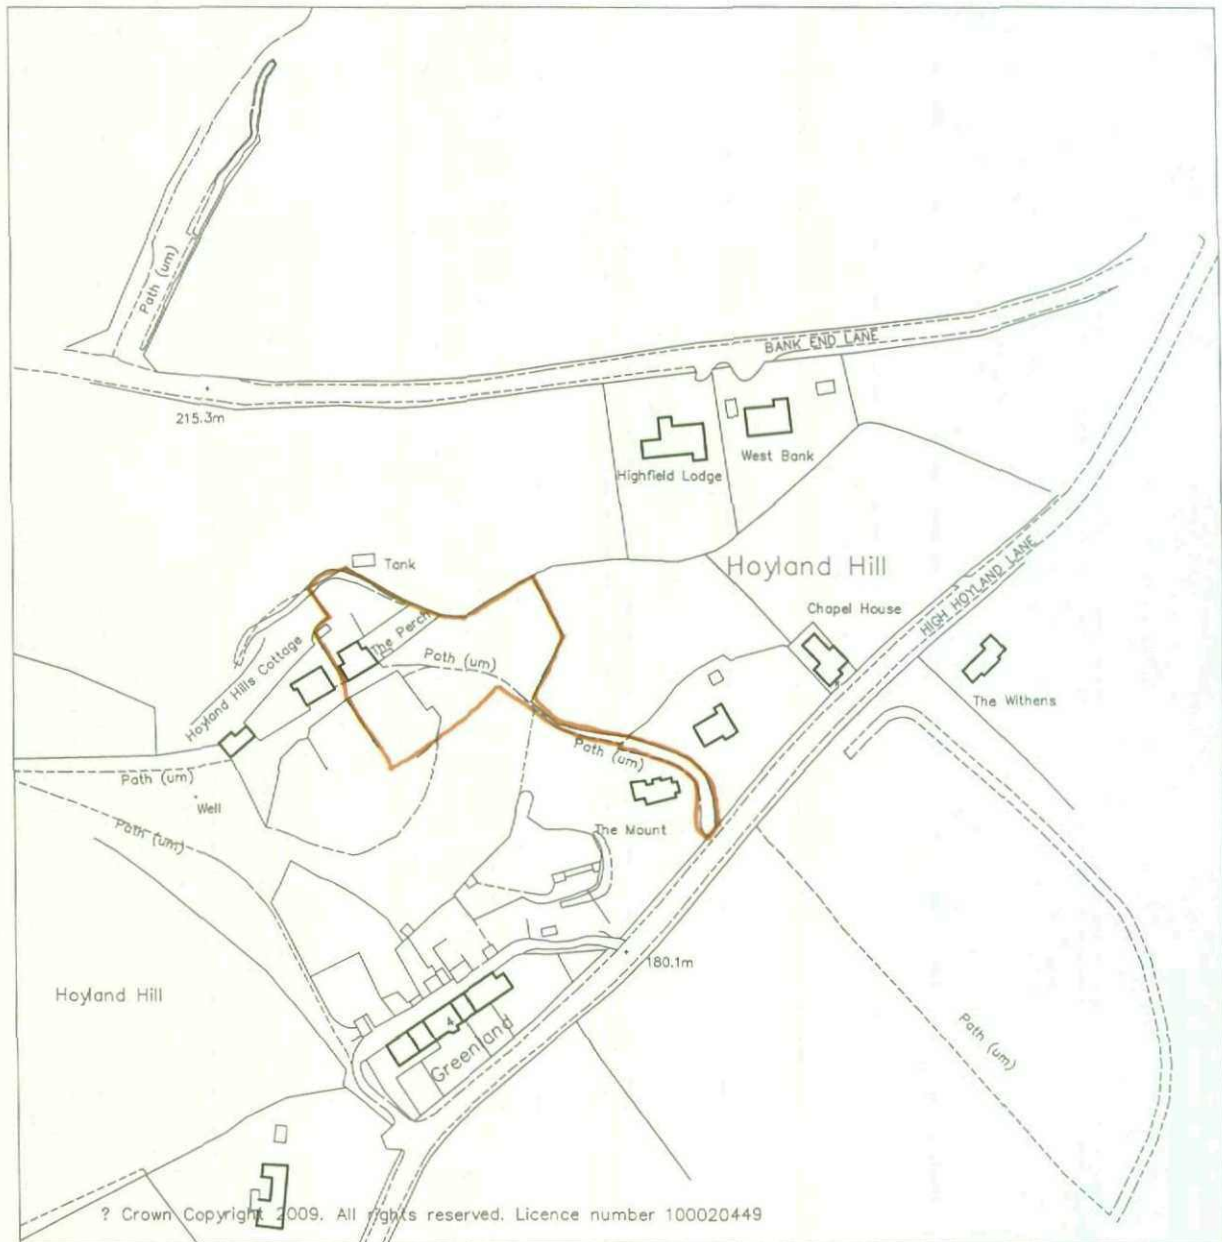 Path (um)
BANK END LANE
215.3m
West Bank
Highfield Lodge
Tank
Hoyland Hill
HIGH HOYLAND LANE
Chapel House
The Perch
Hoyland Hills Cottage
Path (um)
The Withens
Path (um)
Path (um)
Well
Path (um)
The Mount
180.1m
Hoyland Hill
4
Greenland
Path (um)
? Crown Copyright 2009. All rights reserved. Licence number 100020449